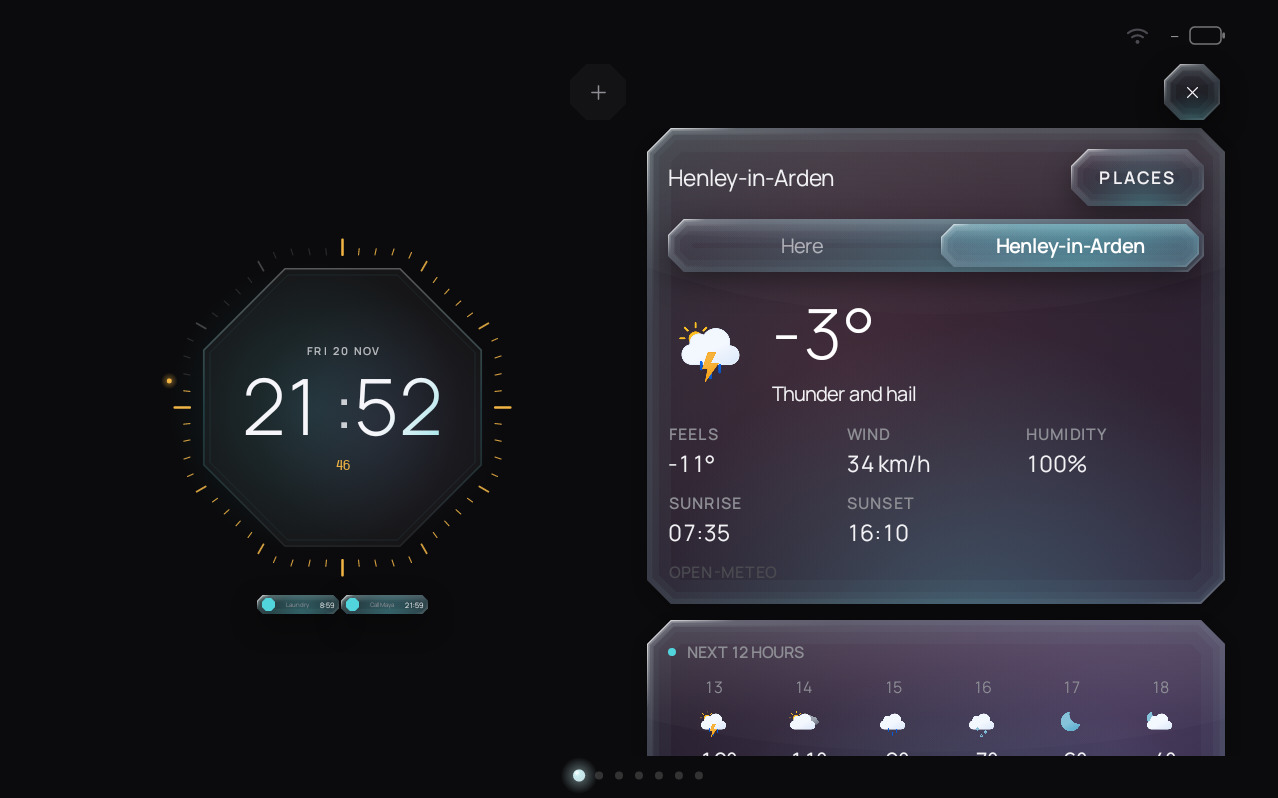 PLACES
Henley-in-Arden
Here
Henley-in-Arden
-3°
Thunder and hail
FEELS
WIND
HUMIDITY
-11°
34 km/h
100%
SUNRISE
SUNSET
07:35
16:10
OPEN-METEO
FRI 20 NOV
21:52
46
Laundry 8:59
Call Maya 21:59
NEXT 12 HOURS
13 14 15 16 17 18